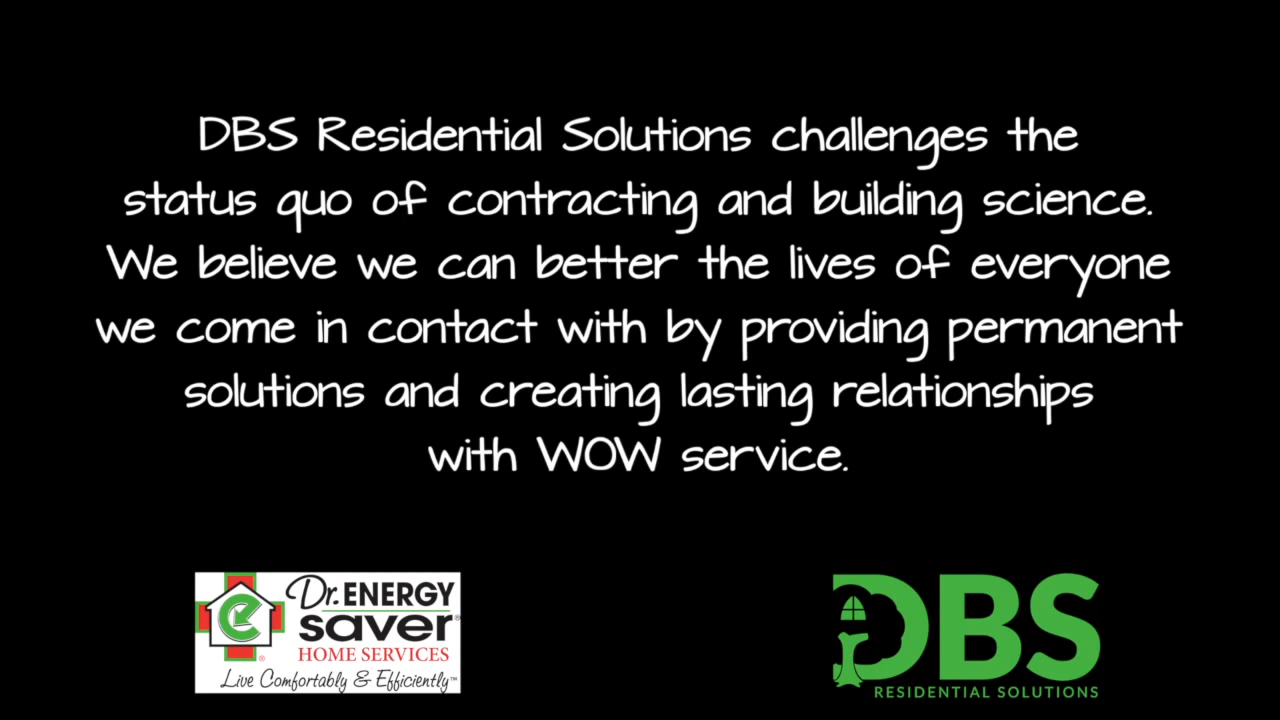 DBS Residential Solutions challenges the
status quo of contracting and building science.
We believe we can better the lives of everyone
we come in contact with by providing permanent
solutions and creating lasting relationships
with WOW service.
Dr. ENERGY
saver®
HOME SERVICES
Live Comfortably & Efficiently™
DBS
RESIDENTIAL SOLUTIONS